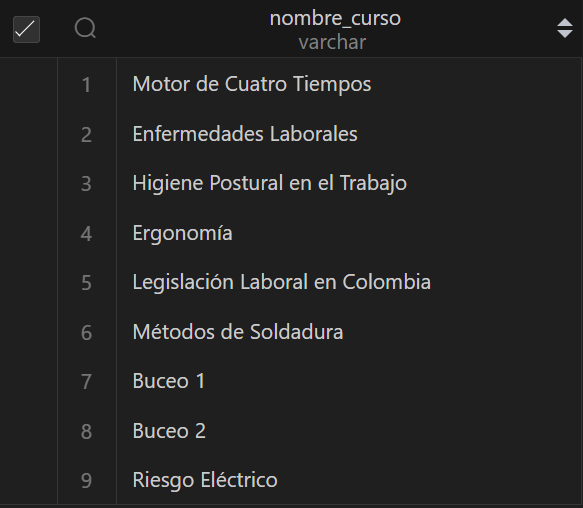 nombre_curso
varchar
1 Motor de Cuatro Tiempos
2 Enfermedades Laborales
3 Higiene Postural en el Trabajo
4 Ergonomía
5 Legislación Laboral en Colombia
6 Métodos de Soldadura
7 Buceo 1
8 Buceo 2
9 Riesgo Eléctrico